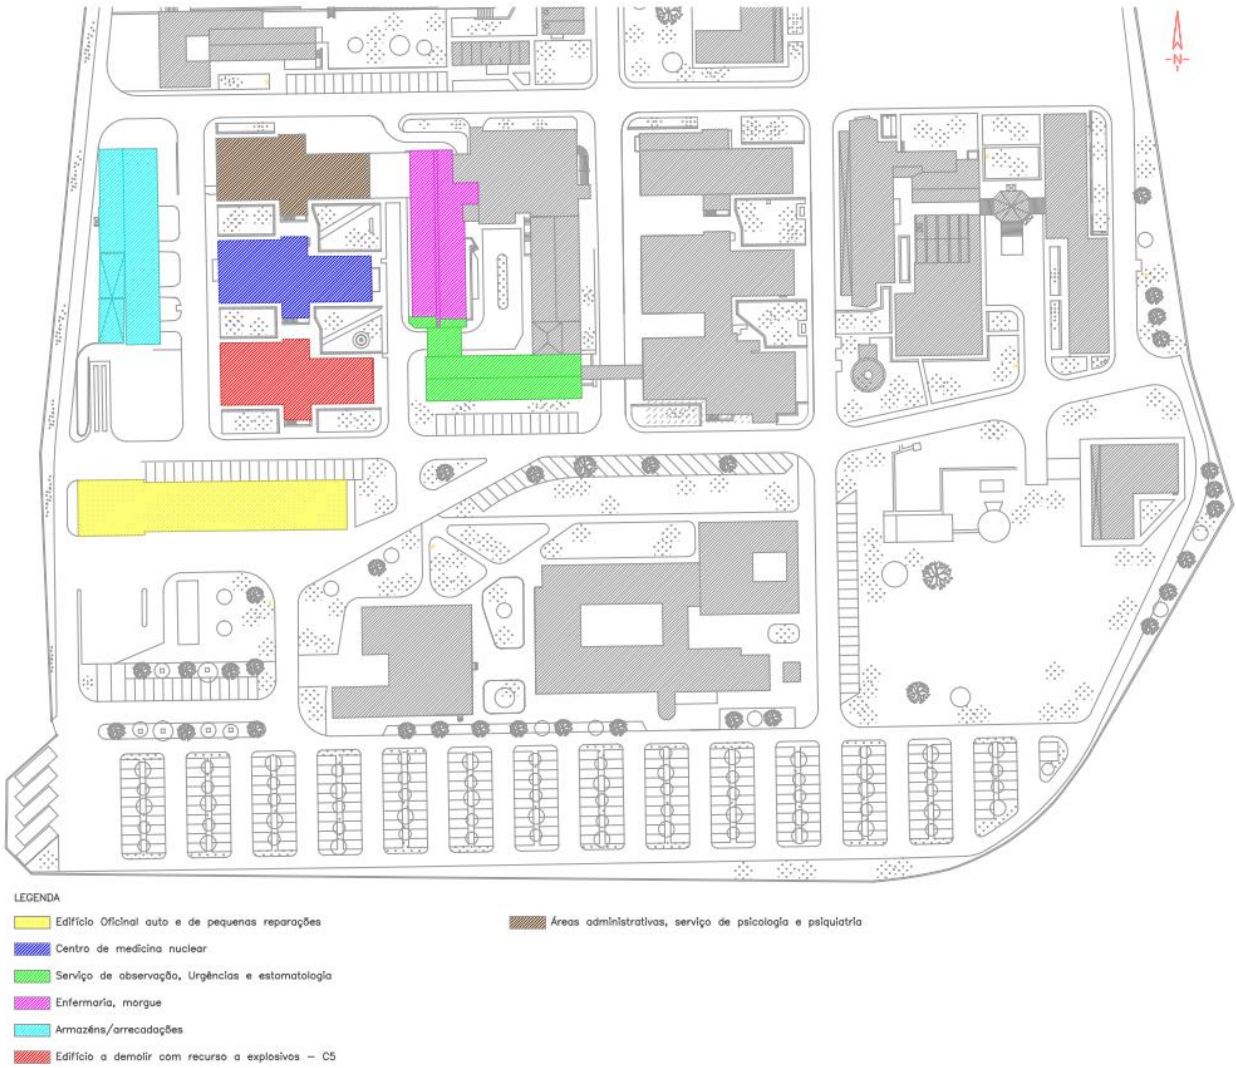 N
LEGENDA
Edifício Oficinal auto e de pequenas reparações
Áreas administrativas, serviço de psicologia e psiquiatria
Centro de medicina nuclear
Serviço de observação, Urgências e estomatologia
Enfermaria, morgue
Armazéns/arrecadações
Edifício a demolir com recurso a explosivos – C5